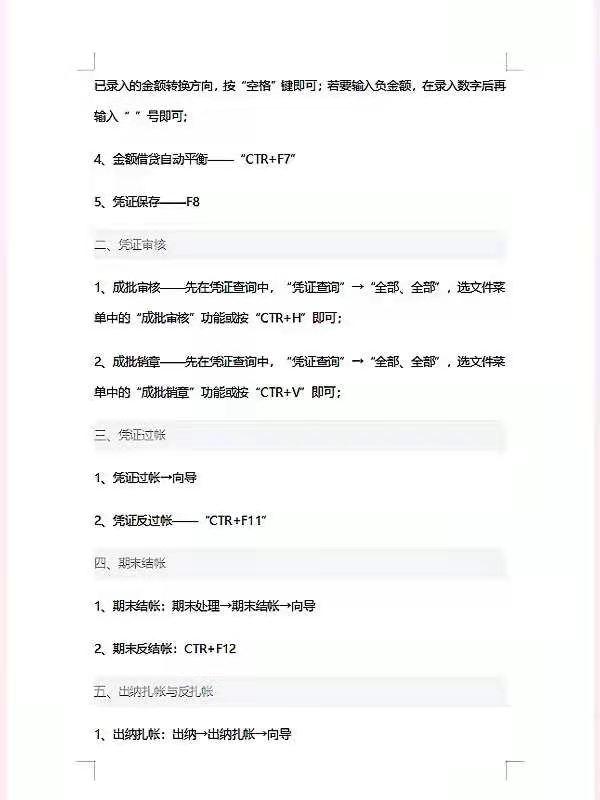 已录入的金额转换方向，按“空格”键即可；若要输入负金额，在录入数字后再
输入“ ”号即可；
4、金额借贷自动平衡——“CTR+F7”
5、凭证保存——F8
二、凭证审核
1、成批审核——先在凭证查询中，“凭证查询”→“全部、全部”，选文件菜
单中的“成批审核”功能或按“CTR+H”即可；
2、成批销章——先在凭证查询中，“凭证查询”→“全部、全部”，选文件菜
单中的“成批销章”功能或按“CTR+V”即可；
三、凭证过帐
1、凭证过帐→向导
2、凭证反过帐——“CTR+F11”
四、期末结帐
1、期末结帐：期末处理→期末结帐→向导
2、期末反结帐：CTR+F12
五、出纳扎帐与反扎帐
1、出纳扎帐：出纳→出纳扎帐→向导